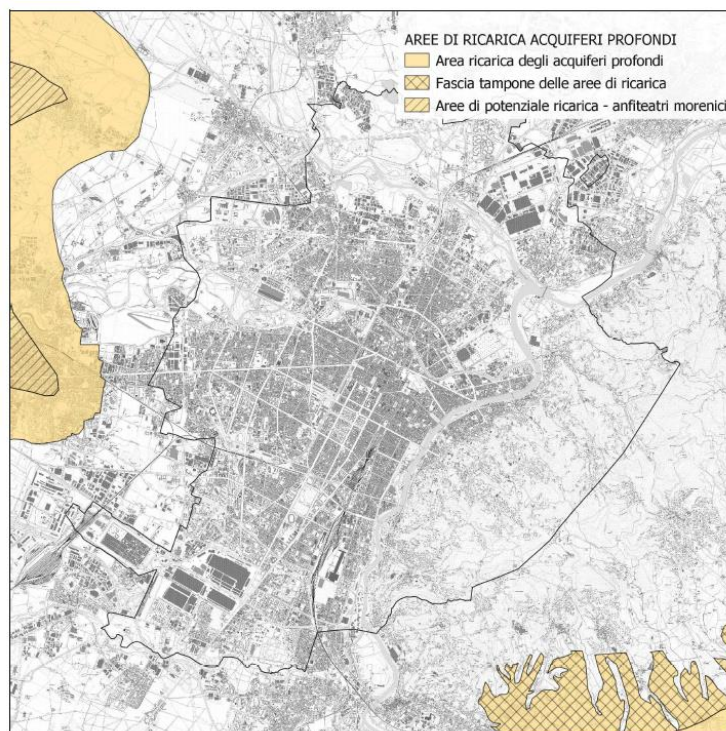 AREE DI RICARICA ACQUIFERI PROFONDI
Area ricarica degli acquiferi profondi
Fascia tampone delle aree di ricarica
Aree di potenziale ricarica - anfiteatri morenici